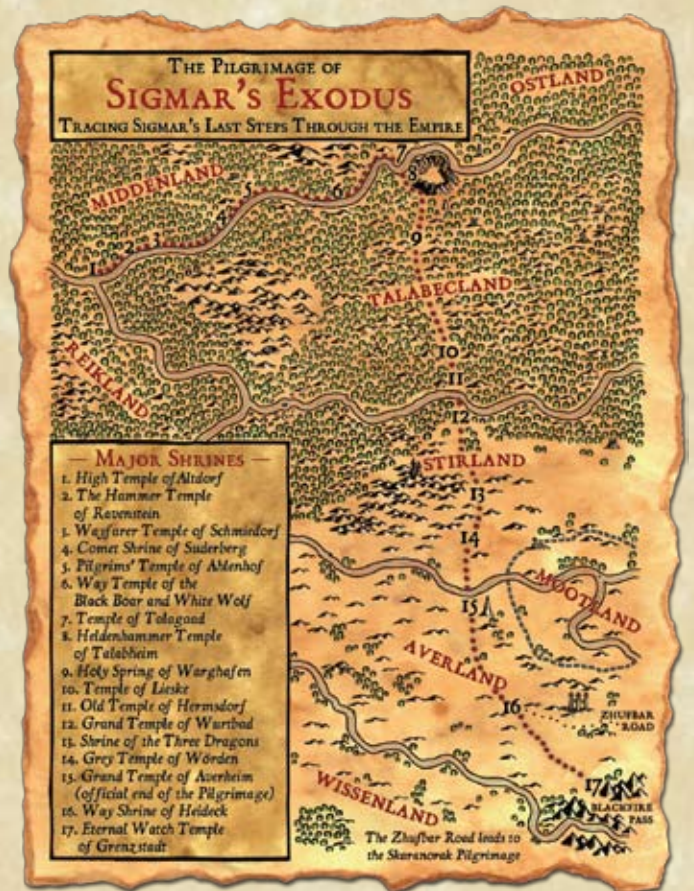 THE PILGRIMAGE OF
SIGMAR'S EXODUS
TRACING SIGMAR'S LAST STEPS THROUGH THE EMPIRE
OSTLAND
MIDDENLAND
1
2
3
4
5
6
7
8
9
TALABECLAND
REIKLAND
10
11
12
STIRLAND
13
14
MOOTLAND
15
AVERLAND
16
ZHUFBAR
ROAD
17
BLACKFIRE
PASS
WISSENLAND
The Zhufbar Road leads to
the Skaranorak Pilgrimage
— MAJOR SHRINES —
1. High Temple of Altdorf
2. The Hammer Temple
of Ravenstein
3. Wayfarer Temple of Schmiedorf
4. Comet Shrine of Suderberg
5. Pilgrims' Temple of Ahlenhof
6. Way Temple of the
Black Boar and White Wolf
7. Temple of Talagaad
8. Heldenhammer Temple
of Talabheim
9. Holy Spring of Warghafen
10. Temple of Lieske
11. Old Temple of Hermsdorf
12. Grand Temple of Wurtbad
13. Shrine of the Three Dragons
14. Grey Temple of Wörden
15. Grand Temple of Averheim
(official end of the Pilgrimage)
16. Way Shrine of Heideck
17. Eternal Watch Temple
of Grenzstadt